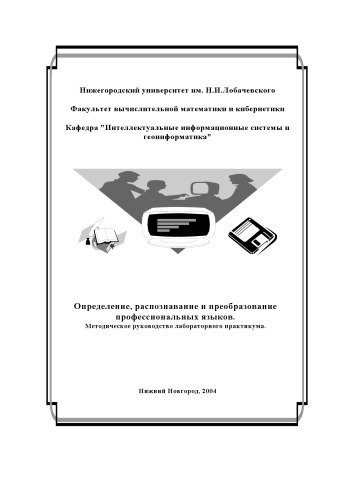 Нижегородский университет им. Н.И.Лобачевского
Факультет вычислительной математики и кибернетики
Кафедра "Интеллектуальные информационные системы и
геоинформатика"
Определение, распознавание и преобразование
профессиональных языков.
Методическое руководство лабораторного практикума.
Нижний Новгород, 2004